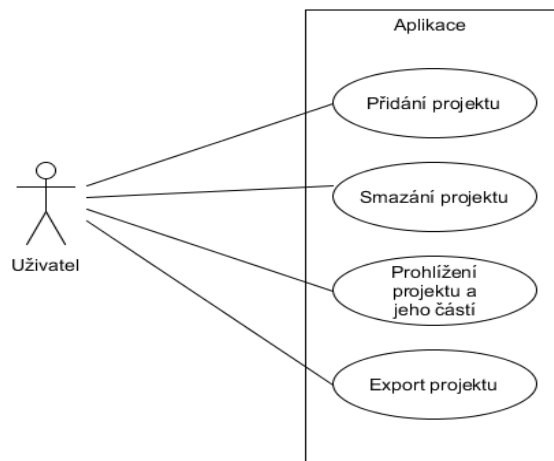 Aplikace
Přidání projektu
Smazání projektu
Uživatel
Prohlížení
projektu a
jeho částí
Export projektu